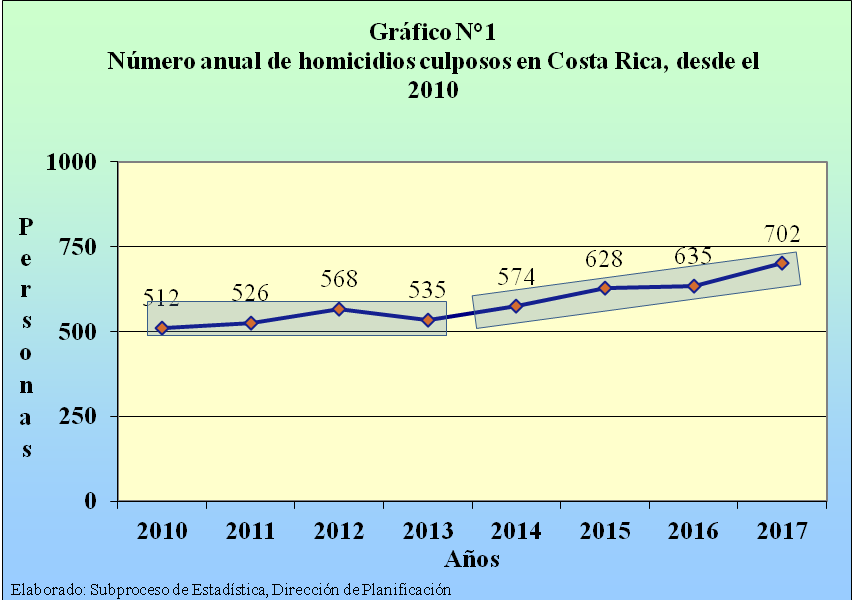 Gráfico N°1
Número anual de homicidios culposos en Costa Rica, desde el
2010
Personas
1000
750
500
250
0
512
526
568
535
574
628
635
702
2010 2011 2012 2013 2014 2015 2016 2017
Años
Elaborado: Subproceso de Estadística, Dirección de Planificación